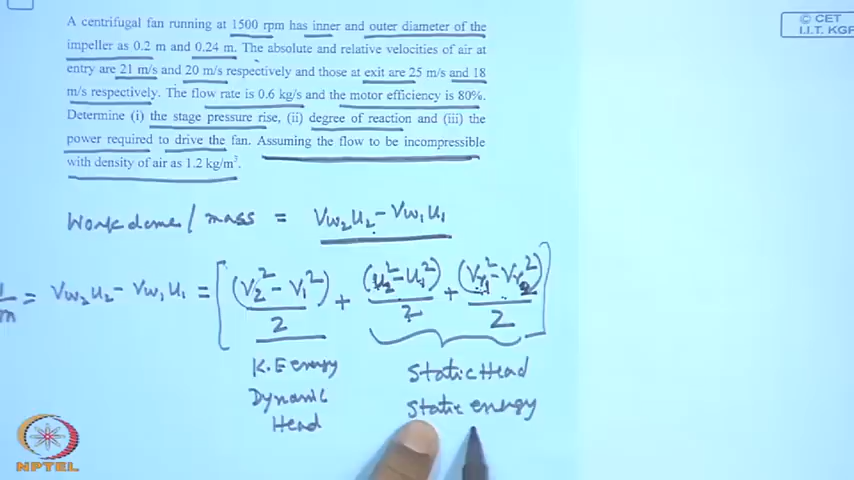 A centrifugal fan running at 1500 rpm has inner and outer diameter of the
impeller as 0.2 m and 0.24 m. The absolute and relative velocities of air at
entry are 21 m/s and 20 m/s respectively and those at exit are 25 m/s and 18
m/s respectively. The flow rate is 0.6 kg/s and the motor efficiency is 80%.
Determine (i) the stage pressure rise, (ii) degree of reaction and (iii) the
power required to drive the fan. Assuming the flow to be incompressible
with density of air as 1.2 kg/m³.
© CET
I.I.T. KGP
Work done / mass = Vw₂u₂ - Vw₁u₁
/m = Vw₂u₂ - Vw₁u₁ = [(V₂² - V₁²)/2 + (u₂² - u₁²)/2 + (Vr₁² - Vr₂²)/2]
K.E energy
Dynamic
Head
Static Head
Static energy
NPTEL